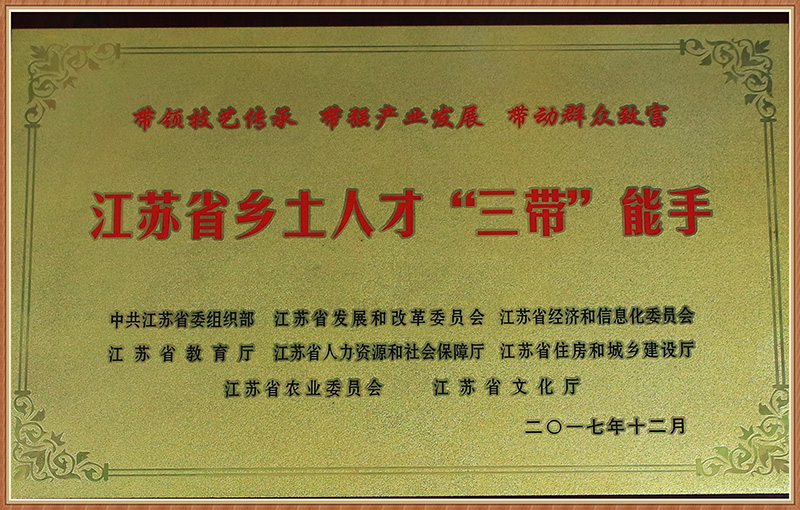 带领技艺传承 带强产业发展 带动群众致富
江苏省乡土人才“三带”能手
中共江苏省委组织部 江苏省发展和改革委员会 江苏省经济和信息化委员会
江苏省教育厅 江苏省人力资源和社会保障厅 江苏省住房和城乡建设厅
江苏省农业委员会 江苏省文化厅
二〇一七年十二月